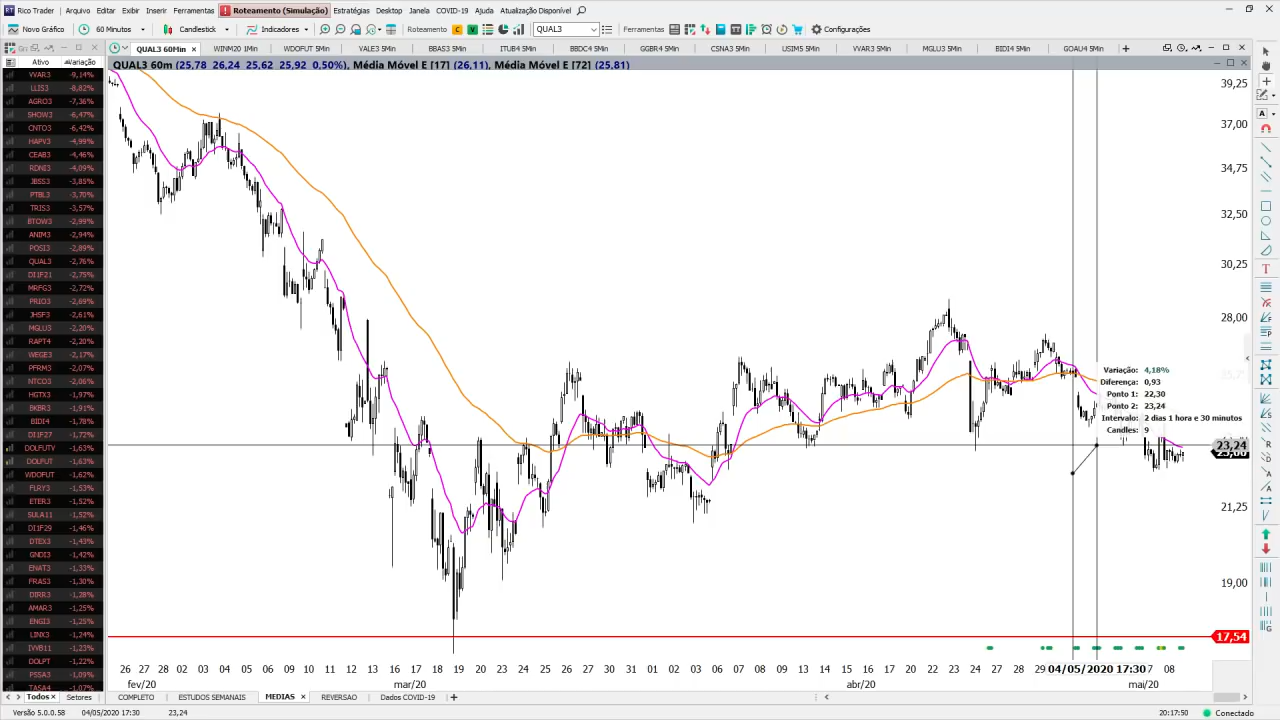 Rico Trader Arquivo Editar Exibir Inserir Ferramentas Roteamento (Simulação) Estratégias Desktop Janela COVID-19 Ajuda Atualização Disponível
Novo Gráfico 60 Minutos Candlestick Indicadores Roteamento C V QUAL3 Ferramentas Configurações
QUAL3 60Min WINM20 1Min WDOFUT 5Min VALE3 5Min BBAS3 5Min ITUB4 5Min BBDC4 5Min GGBR4 5Min CSNA3 5Min USIM5 5Min VVAR3 5Min MGLU3 5Min BIDI4 5Min GOAU4 5Min
QUAL3 60m (25,78 26,24 25,62 25,92 0,50%), Média Móvel E [17] (26,11), Média Móvel E [72] (25,81)
Ativo Variação
VVAR3 -9,14%
LLIS3 -8,82%
AGRO3 -7,36%
SHOW3 -6,47%
CNTO3 -6,42%
HAPV3 -4,99%
CEAB3 -4,46%
RDNI3 -4,09%
JBSS3 -3,85%
PTBL3 -3,70%
TRIS3 -3,57%
BTOW3 -2,99%
ANIM3 -2,94%
POSI3 -2,89%
QUAL3 -2,76%
DI1F21 -2,75%
MRFG3 -2,72%
PRIO3 -2,69%
JHSF3 -2,61%
MGLU3 -2,20%
RAPT4 -2,20%
WEGE3 -2,17%
PFRM3 -2,07%
NTCO3 -2,06%
HGTX3 -1,97%
BKBR3 -1,91%
BIDI4 -1,78%
DI1F27 -1,72%
DOLFUTV -1,63%
DOLFUT -1,63%
WDOFUT -1,62%
FLRY3 -1,53%
ETER3 -1,52%
SULA11 -1,52%
DI1F29 -1,46%
DTEX3 -1,43%
GNDI3 -1,42%
ENAT3 -1,33%
FRAS3 -1,30%
DIRR3 -1,28%
AMAR3 -1,25%
ENGI3 -1,25%
LINX3 -1,24%
IVVB11 -1,23%
DOLPT -1,22%
PSSA3 -1,09%
TASA4 -1,07%
39,25
37,00
34,75
32,50
30,25
28,00
Variação: 4,18%
Diferença: 0,93
Ponto 1: 22,30
Ponto 2: 23,24
Intervalo: 2 dias 1 hora e 30 minutos
Candles: 9
23,24
21,25
19,00
17,54
26 27 28 02 03 04 05 06 09 10 11 12 13 16 17 18 19 20 23 24 25 26 27 30 31 01 02 03 06 07 08 09 13 14 15 16 17 20 22 23 24 27 28 29 04/05/2020 17:30 7 08
fev/20 mar/20 abr/20 mai/20
Todos Setores COMPLETO ESTUDOS SEMANAIS MEDIAS REVERSAO Dados COVID-19
Versão 5.0.0.58 04/05/2020 17:30 23,24 20:17:50 Conectado